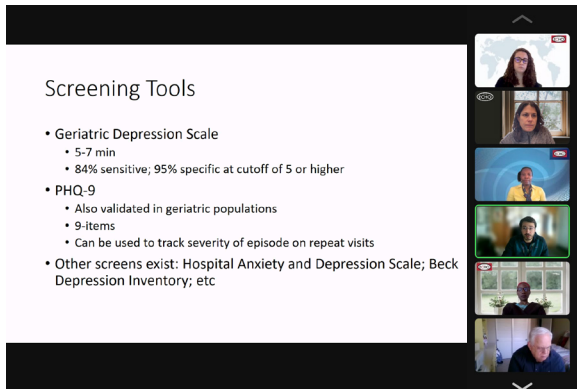 Screening Tools
• Geriatric Depression Scale
• 5-7 min
• 84% sensitive; 95% specific at cutoff of 5 or higher
• PHQ-9
• Also validated in geriatric populations
• 9-items
• Can be used to track severity of episode on repeat visits
• Other screens exist: Hospital Anxiety and Depression Scale; Beck
Depression Inventory; etc